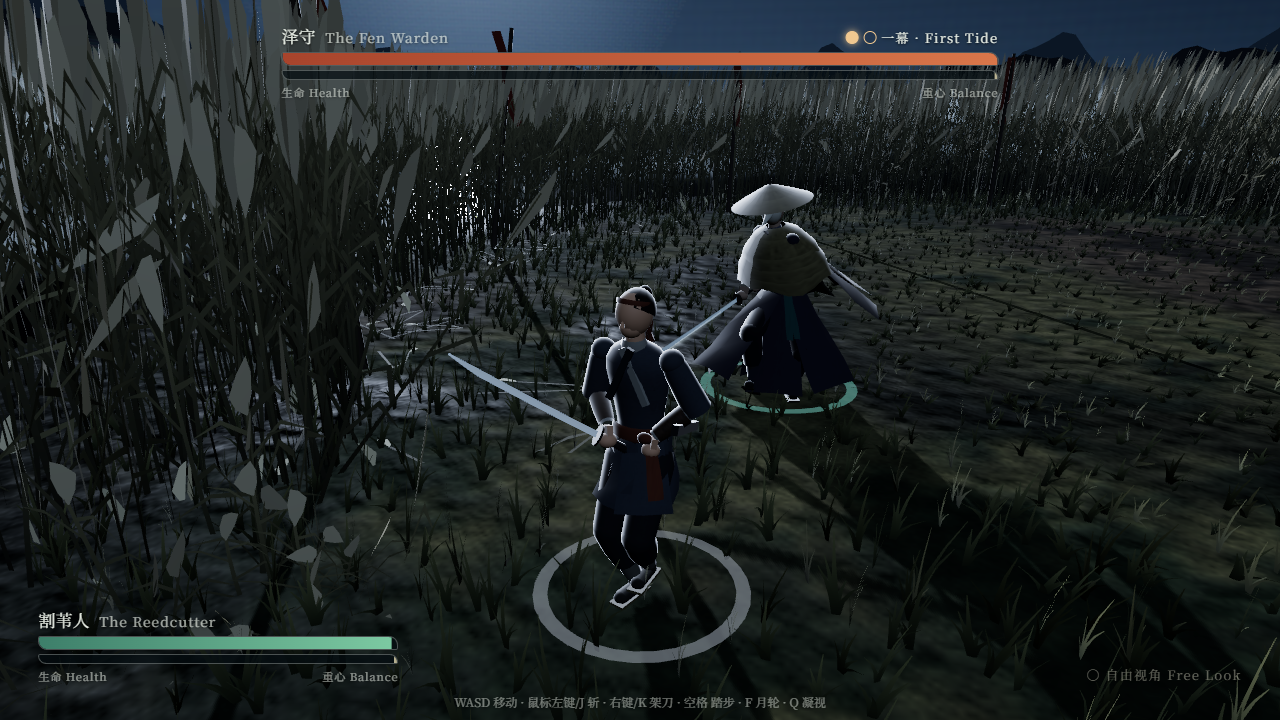 泽守 The Fen Warden
一幕 · First Tide
生命 Health
重心 Balance
割苇人 The Reedcutter
生命 Health
重心 Balance
自由视角 Free Look
WASD 移动 · 鼠标左键/J 斩 · 右键/K 架刀 · 空格 踏步 · F 月轮 · Q 凝视